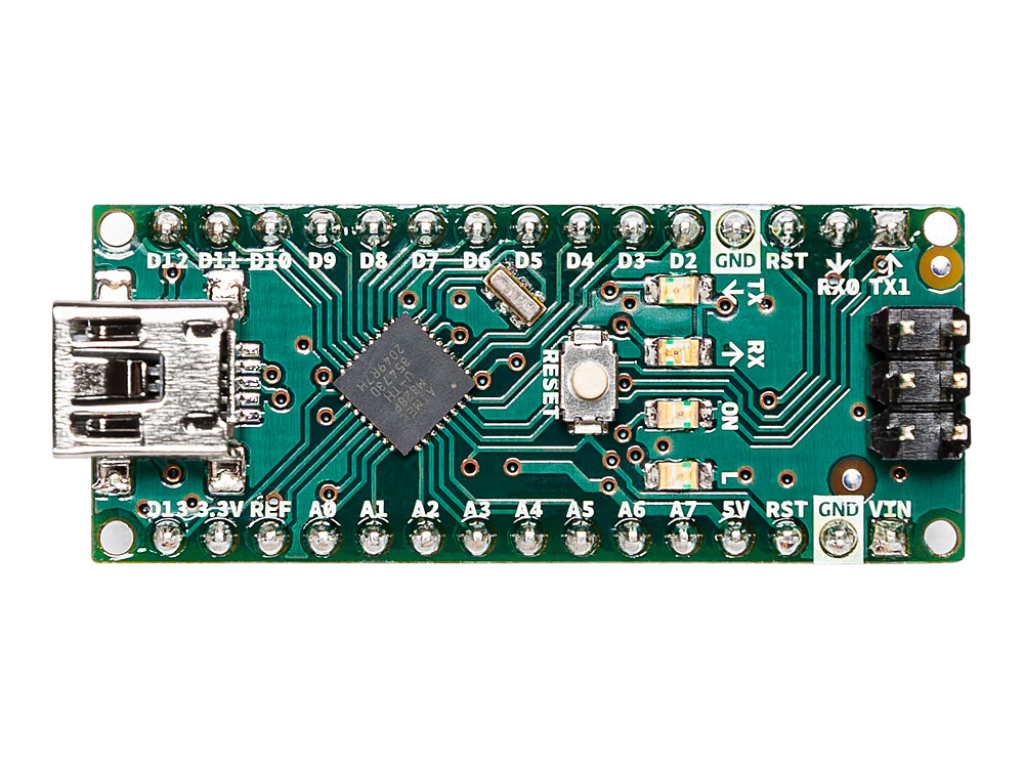 D12 D11 D10 D9 D8 D7 D6 D5 D4 D3 D2 GND RST RX0 TX1
TX
RX
RESET
ON
L
D13 3.3V REF A0 A1 A2 A3 A4 A5 A6 A7 5V RST GND VIN